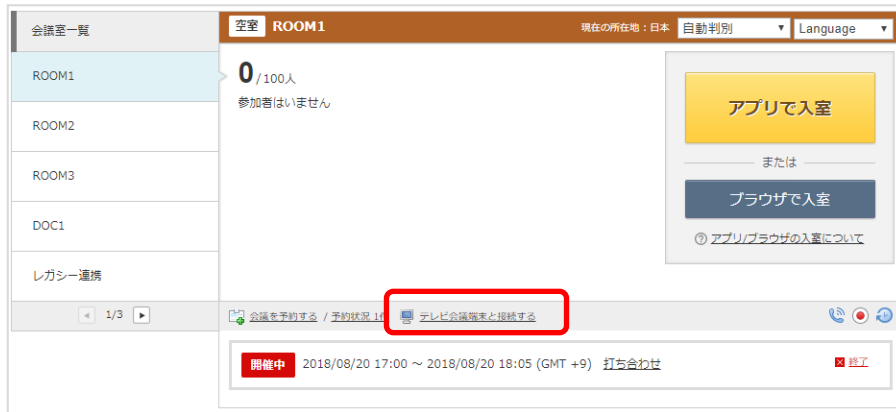 会議室一覧
空室 ROOM1 現在の所在地：日本 自動判別 Language
ROOM1
ROOM2
ROOM3
DOC1
レガシー連携
1/3
0/100人
参加者はいません
アプリで入室
または
ブラウザで入室
アプリ/ブラウザの入室について
会議を予約する / 予約状況 1 テレビ会議端末と接続する
開催中 2018/08/20 17:00 ～ 2018/08/20 18:05 (GMT +9) 打ち合わせ 終了